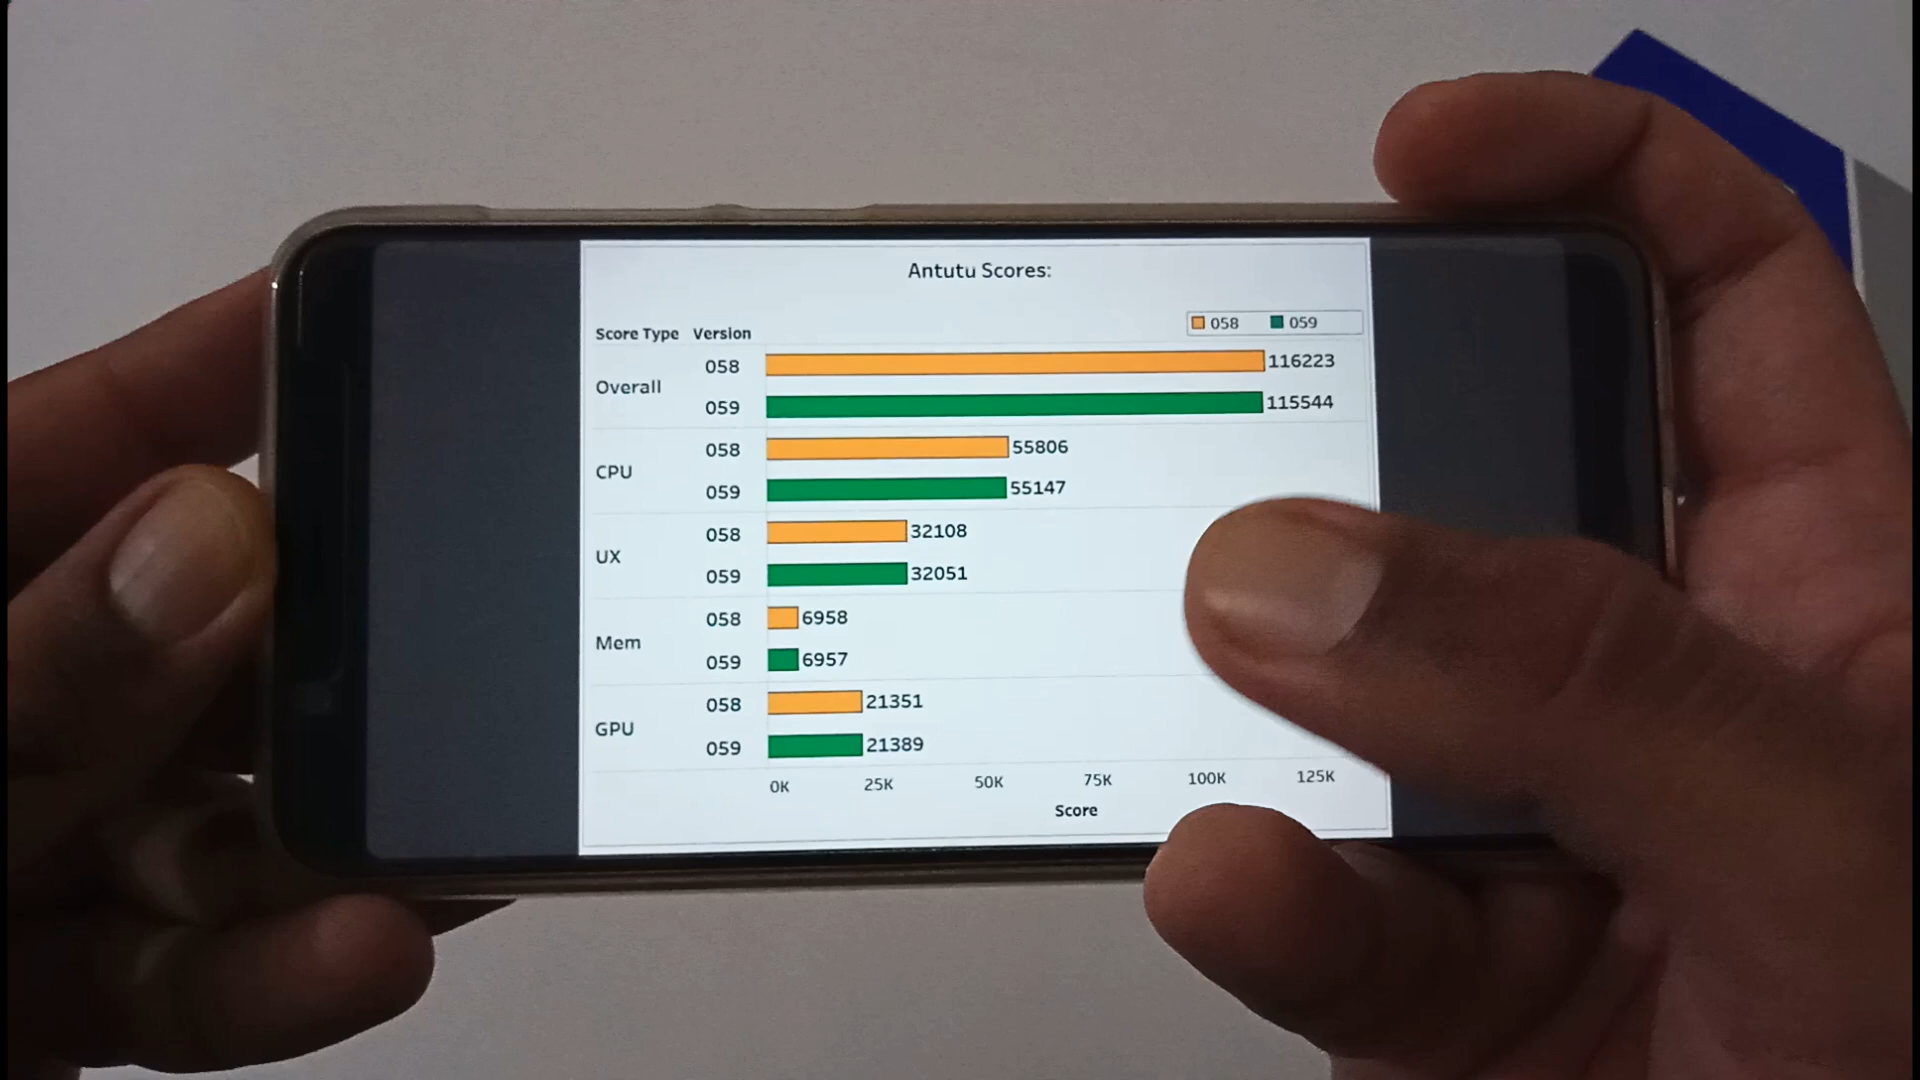 Antutu Scores:
058 059
Score Type Version
Overall
058 116223
059 115544
CPU
058 55806
059 55147
UX
058 32108
059 32051
Mem
058 6958
059 6957
GPU
058 21351
059 21389
0K 25K 50K 75K 100K 125K
Score